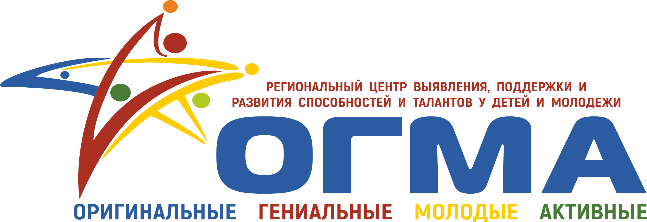 РЕГИОНАЛЬНЫЙ ЦЕНТР ВЫЯВЛЕНИЯ, ПОДДЕРЖКИ И
РАЗВИТИЯ СПОСОБНОСТЕЙ И ТАЛАНТОВ У ДЕТЕЙ И МОЛОДЕЖИ
ОГМА
ОРИГИНАЛЬНЫЕ ГЕНИАЛЬНЫЕ МОЛОДЫЕ АКТИВНЫЕ